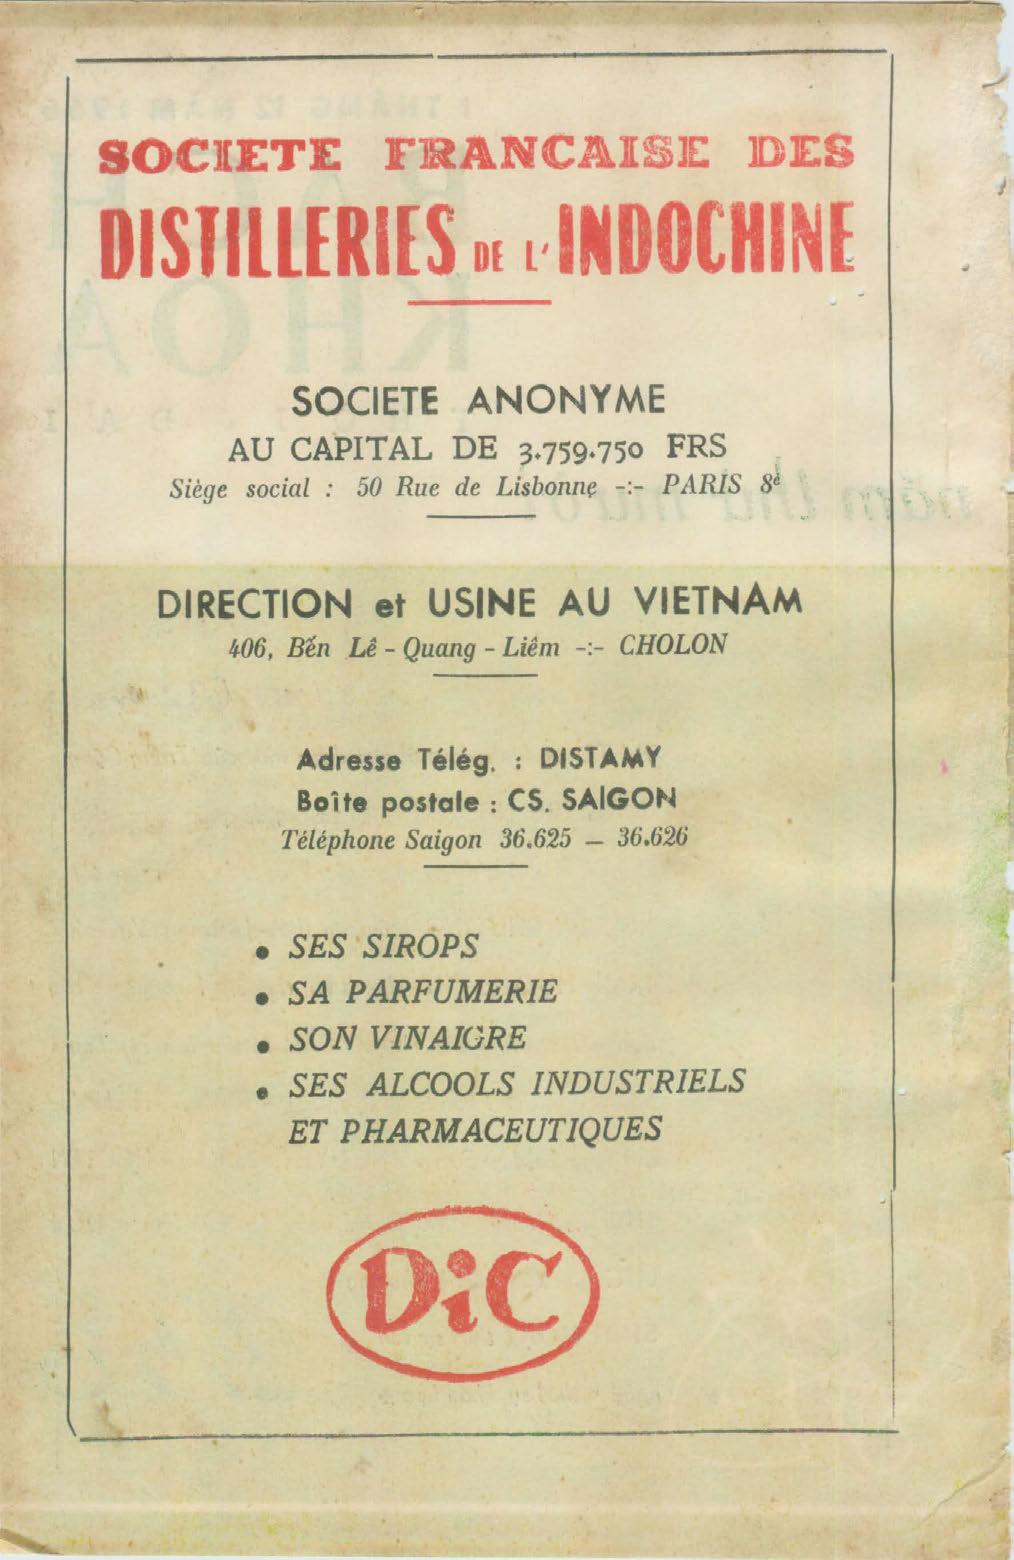 SOCIETE FRANCAISE DES
DISTILLERIES DE L'INDOCHINE
SOCIETE ANONYME
AU CAPITAL DE 3.759.750 FRS
Siège social : 50 Rue de Lisbonne -:- PARIS 8è
DIRECTION et USINE AU VIETNAM
406, Bến Lê - Quang - Liêm -:- CHOLON
Adresse Télég. : DISTAMY
Boîte postale : CS. SAIGON
Téléphone Saigon 36.625 — 36.626
• SES SIROPS
• SA PARFUMERIE
• SON VINAIGRE
• SES ALCOOLS INDUSTRIELS
ET PHARMACEUTIQUES
DiC